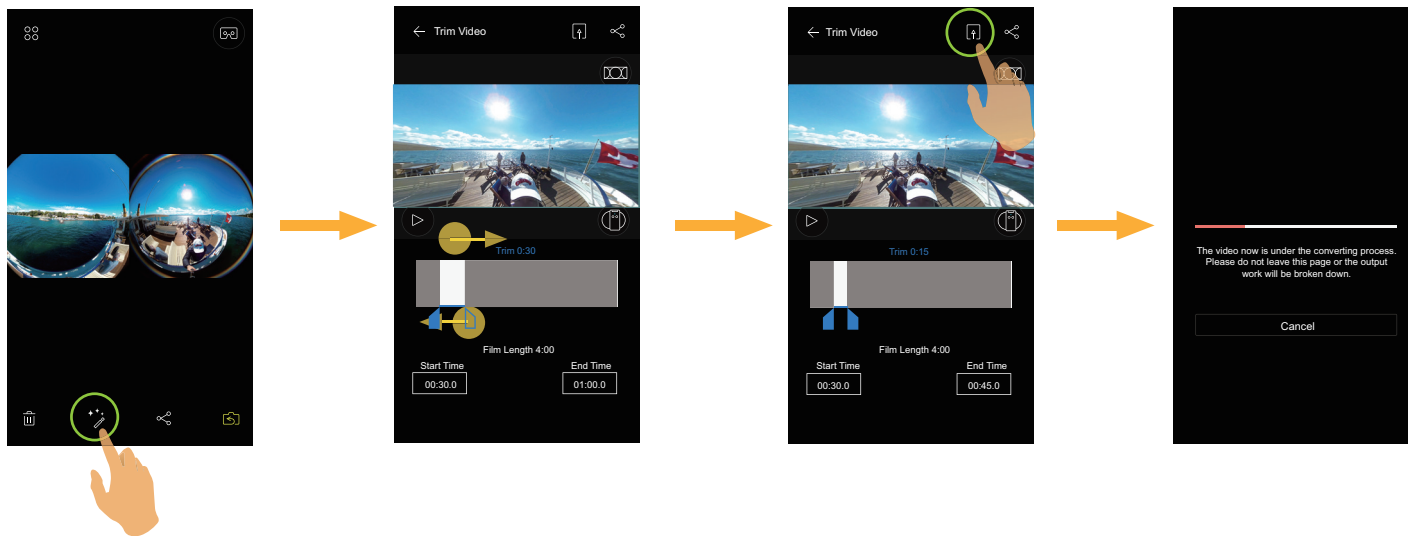 Trim Video
Trim 0:30
Film Length 4:00
Start Time
End Time
00:30.0
01:00.0
Trim Video
Trim 0:15
Film Length 4:00
Start Time
End Time
00:30.0
00:45.0
The video now is under the converting process.
Please do not leave this page or the output
work will be broken down.
Cancel